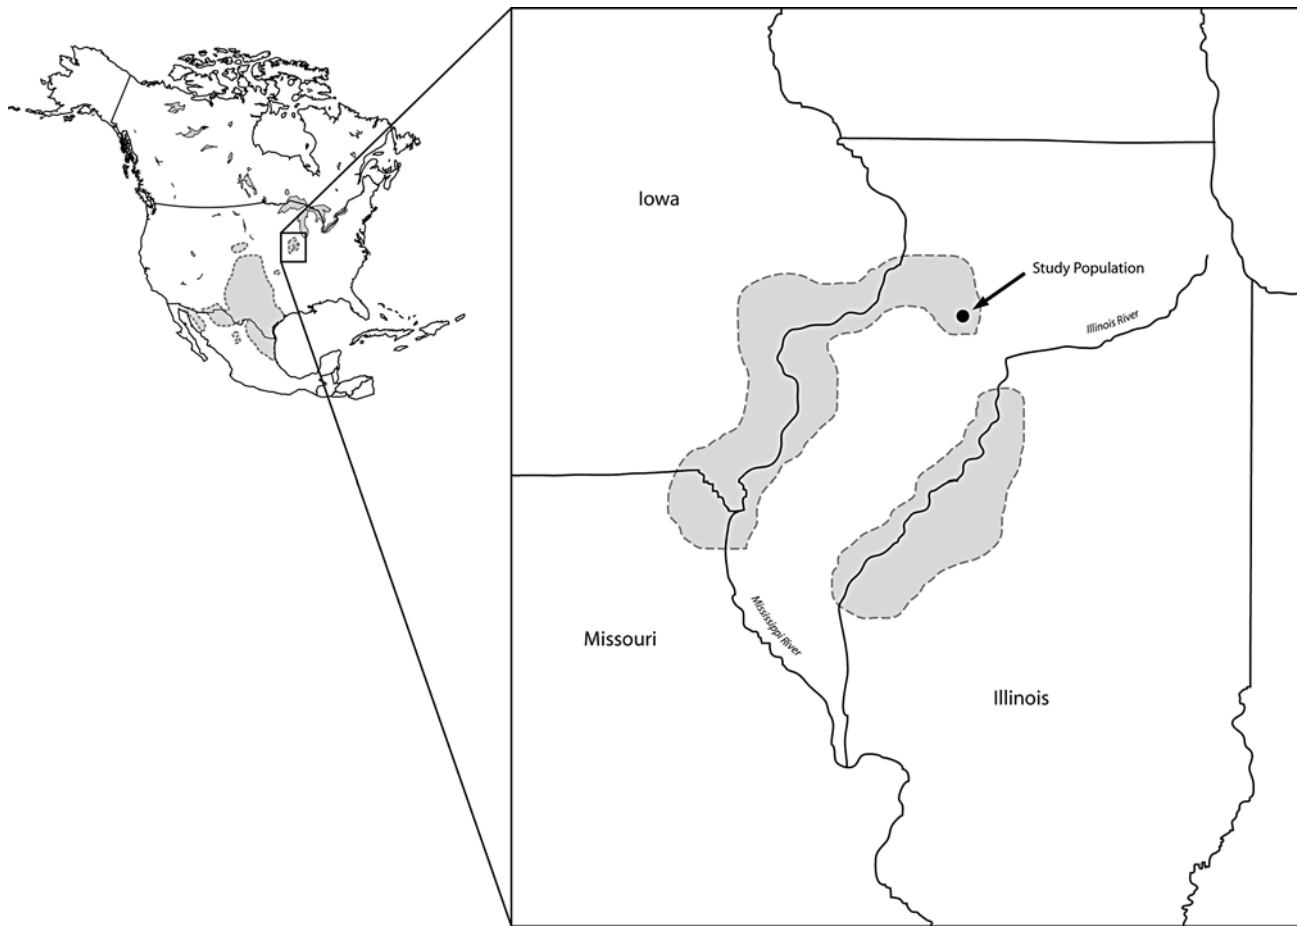 Iowa
Study Population
Illinois River
Mississippi River
Missouri
Illinois